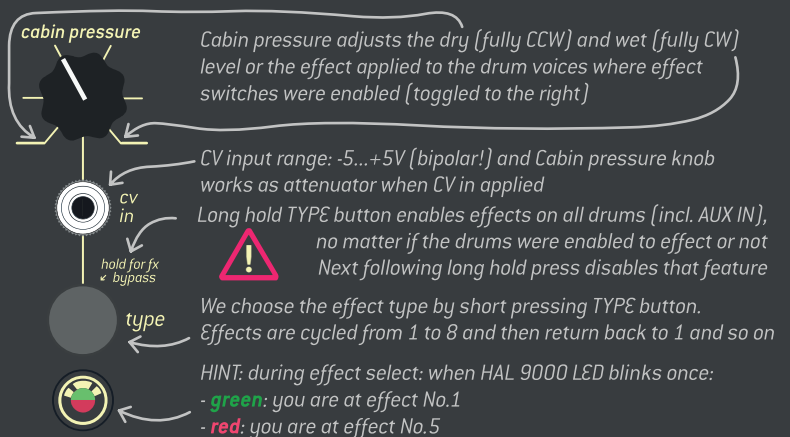 cabin pressure
Cabin pressure adjusts the dry (fully CCW) and wet (fully CW)
level or the effect applied to the drum voices where effect
switches were enabled (toggled to the right)
CV input range: -5...+5V (bipolar!) and Cabin pressure knob
works as attenuator when CV in applied
cv
in
Long hold TYPE button enables effects on all drums (incl. AUX IN),
no matter if the drums were enabled to effect or not
Next following long hold press disables that feature
!
hold for fx
↙ bypass
We choose the effect type by short pressing TYPE button.
Effects are cycled from 1 to 8 and then return back to 1 and so on
type
HINT: during effect select: when HAL 9000 LED blinks once:
- green: you are at effect No.1
- red: you are at effect No.5